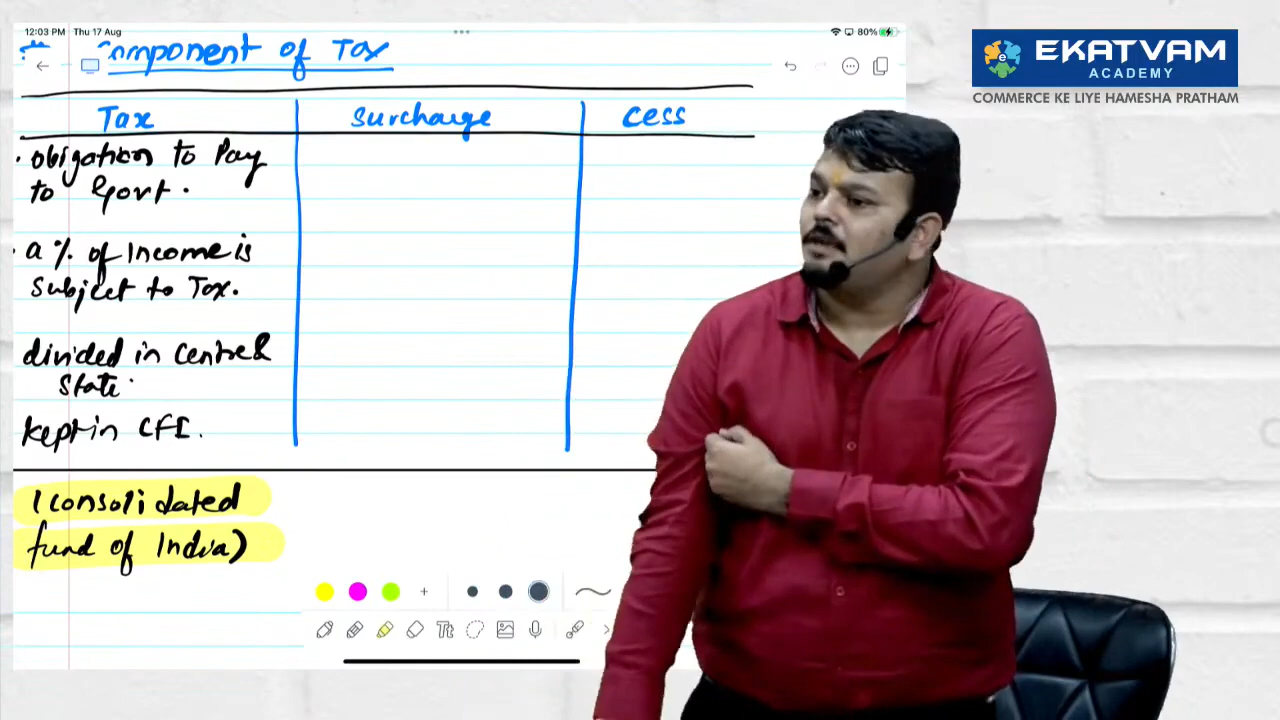 12:03 PM Thu 17 Aug
80%
Component of Tax
Tax surcharge cess
. obigation to Pay
to Govt.
. a % of Income is
subject to Tax.
divided in Centre &
State.
kept in CFI.
(consolidated
fund of India)
Tt
EKATVAM
ACADEMY
COMMERCE KE LIYE HAMESHA PRATHAM